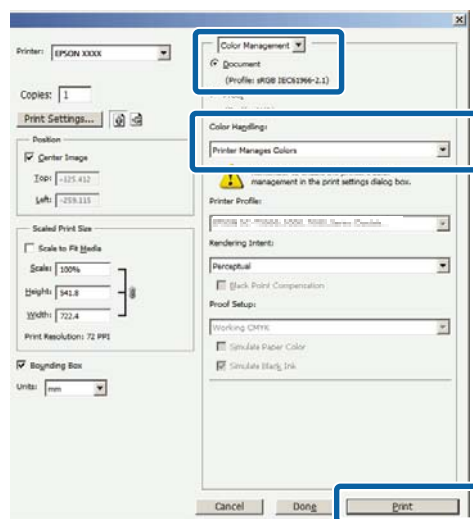 Printer:
EPSON XXXX
Copies:
1
Print Settings...
Position
Center Image
Top:
-125.412
Left:
-259.115
Scaled Print Size
Scale to Fit Media
Scale:
100%
Height:
541.8
Width:
722.4
Print Resolution: 72 PPI
Bounding Box
Units:
mm
Color Management
Document
(Profile: sRGB IEC61966-2.1)
Color Handling:
Printer Manages Colors
management in the print settings dialog box.
Printer Profile:
Rendering Intent:
Perceptual
Black Point Compensation
Proof Setup:
Working CMYK
Simulate Paper Color
Simulate Black Ink
Cancel
Done
Print